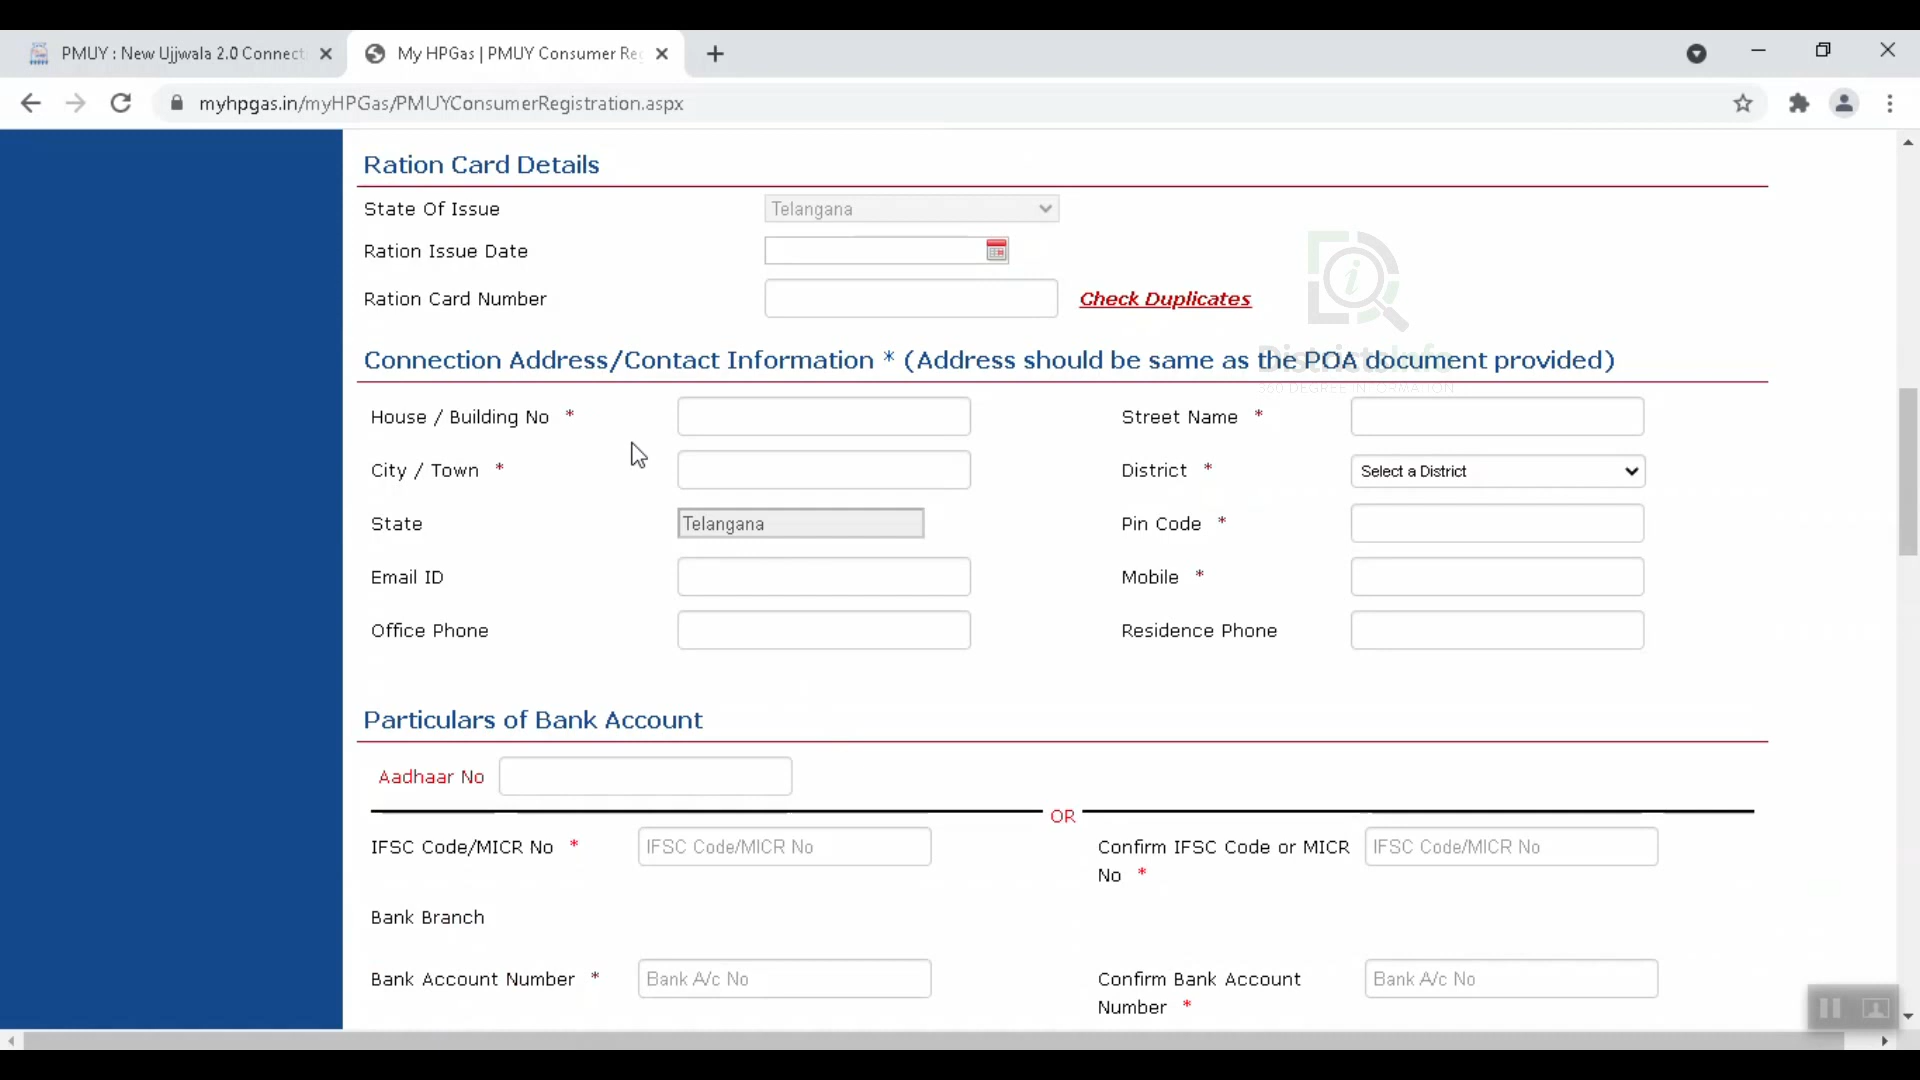 PMUY : New Ujjwala 2.0 Connect
My HPGas | PMUY Consumer Re
myhpgas.in/myHPGas/PMUYConsumerRegistration.aspx
Ration Card Details
State Of Issue Telangana
Ration Issue Date
Ration Card Number Check Duplicates
Connection Address/Contact Information * (Address should be same as the POA document provided)
DistrictsInfo
360 DEGREE INFORMATION
House / Building No * Street Name *
City / Town * District * Select a District
State Telangana Pin Code *
Email ID Mobile *
Office Phone Residence Phone
Particulars of Bank Account
Aadhaar No
OR
IFSC Code/MICR No * IFSC Code/MICR No Confirm IFSC Code or MICR IFSC Code/MICR No
No *
Bank Branch
Bank Account Number * Bank A/c No Confirm Bank Account Bank A/c No
Number *